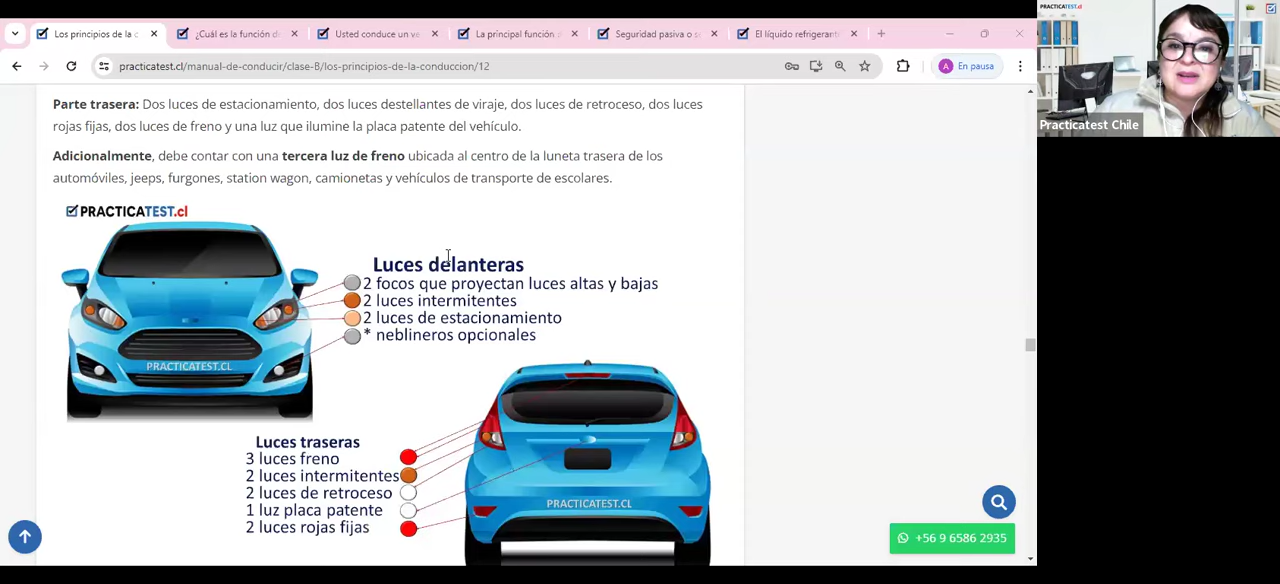 PRACTICATEST.cl
Los principios de la c
¿Cuál es la función de
Usted conduce un ve
La principal función d
Seguridad pasiva o s
El líquido refrigerant
practicatest.cl/manual-de-conducir/clase-B/los-principios-de-la-conduccion/12
A En pausa
Practicatest Chile
Parte trasera: Dos luces de estacionamiento, dos luces destellantes de viraje, dos luces de retroceso, dos luces
rojas fijas, dos luces de freno y una luz que ilumine la placa patente del vehículo.
Adicionalmente, debe contar con una tercera luz de freno ubicada al centro de la luneta trasera de los
automóviles, jeeps, furgones, station wagon, camionetas y vehículos de transporte de escolares.
PRACTICATEST.cl
Luces delanteras
2 focos que proyectan luces altas y bajas
2 luces intermitentes
2 luces de estacionamiento
* neblineros opcionales
PRACTICATEST.CL
Luces traseras
3 luces freno
2 luces intermitentes
2 luces de retroceso
1 luz placa patente
2 luces rojas fijas
PRACTICATEST.CL
+56 9 6586 2935